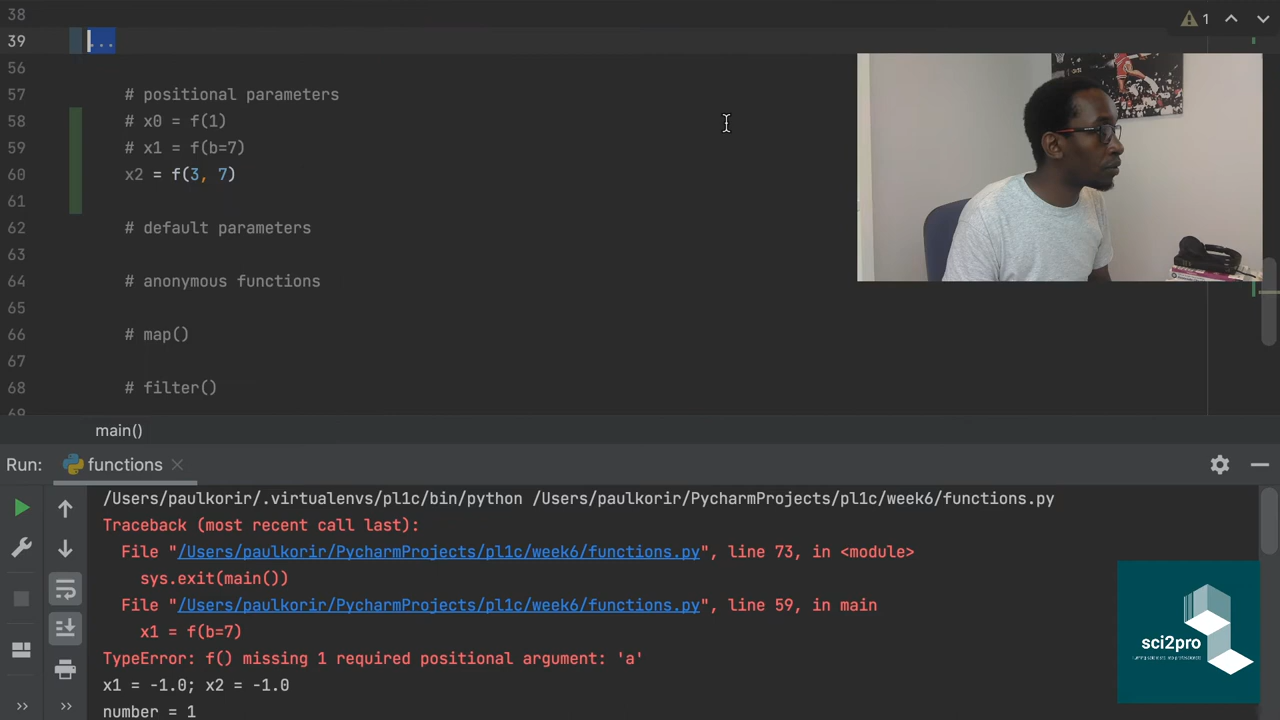 38
39 ...
1
56
57 # positional parameters
58 # x0 = f(1)
59 # x1 = f(b=7)
60 x2 = f(3, 7)
61
62 # default parameters
63
64 # anonymous functions
65
66 # map()
67
68 # filter()
69
main()
Run: functions
/Users/paulkorir/.virtualenvs/pl1c/bin/python /Users/paulkorir/PycharmProjects/pl1c/week6/functions.py
Traceback (most recent call last):
File "/Users/paulkorir/PycharmProjects/pl1c/week6/functions.py", line 73, in <module>
sys.exit(main())
File "/Users/paulkorir/PycharmProjects/pl1c/week6/functions.py", line 59, in main
x1 = f(b=7)
TypeError: f() missing 1 required positional argument: 'a'
x1 = -1.0; x2 = -1.0
number = 1
sci2pro